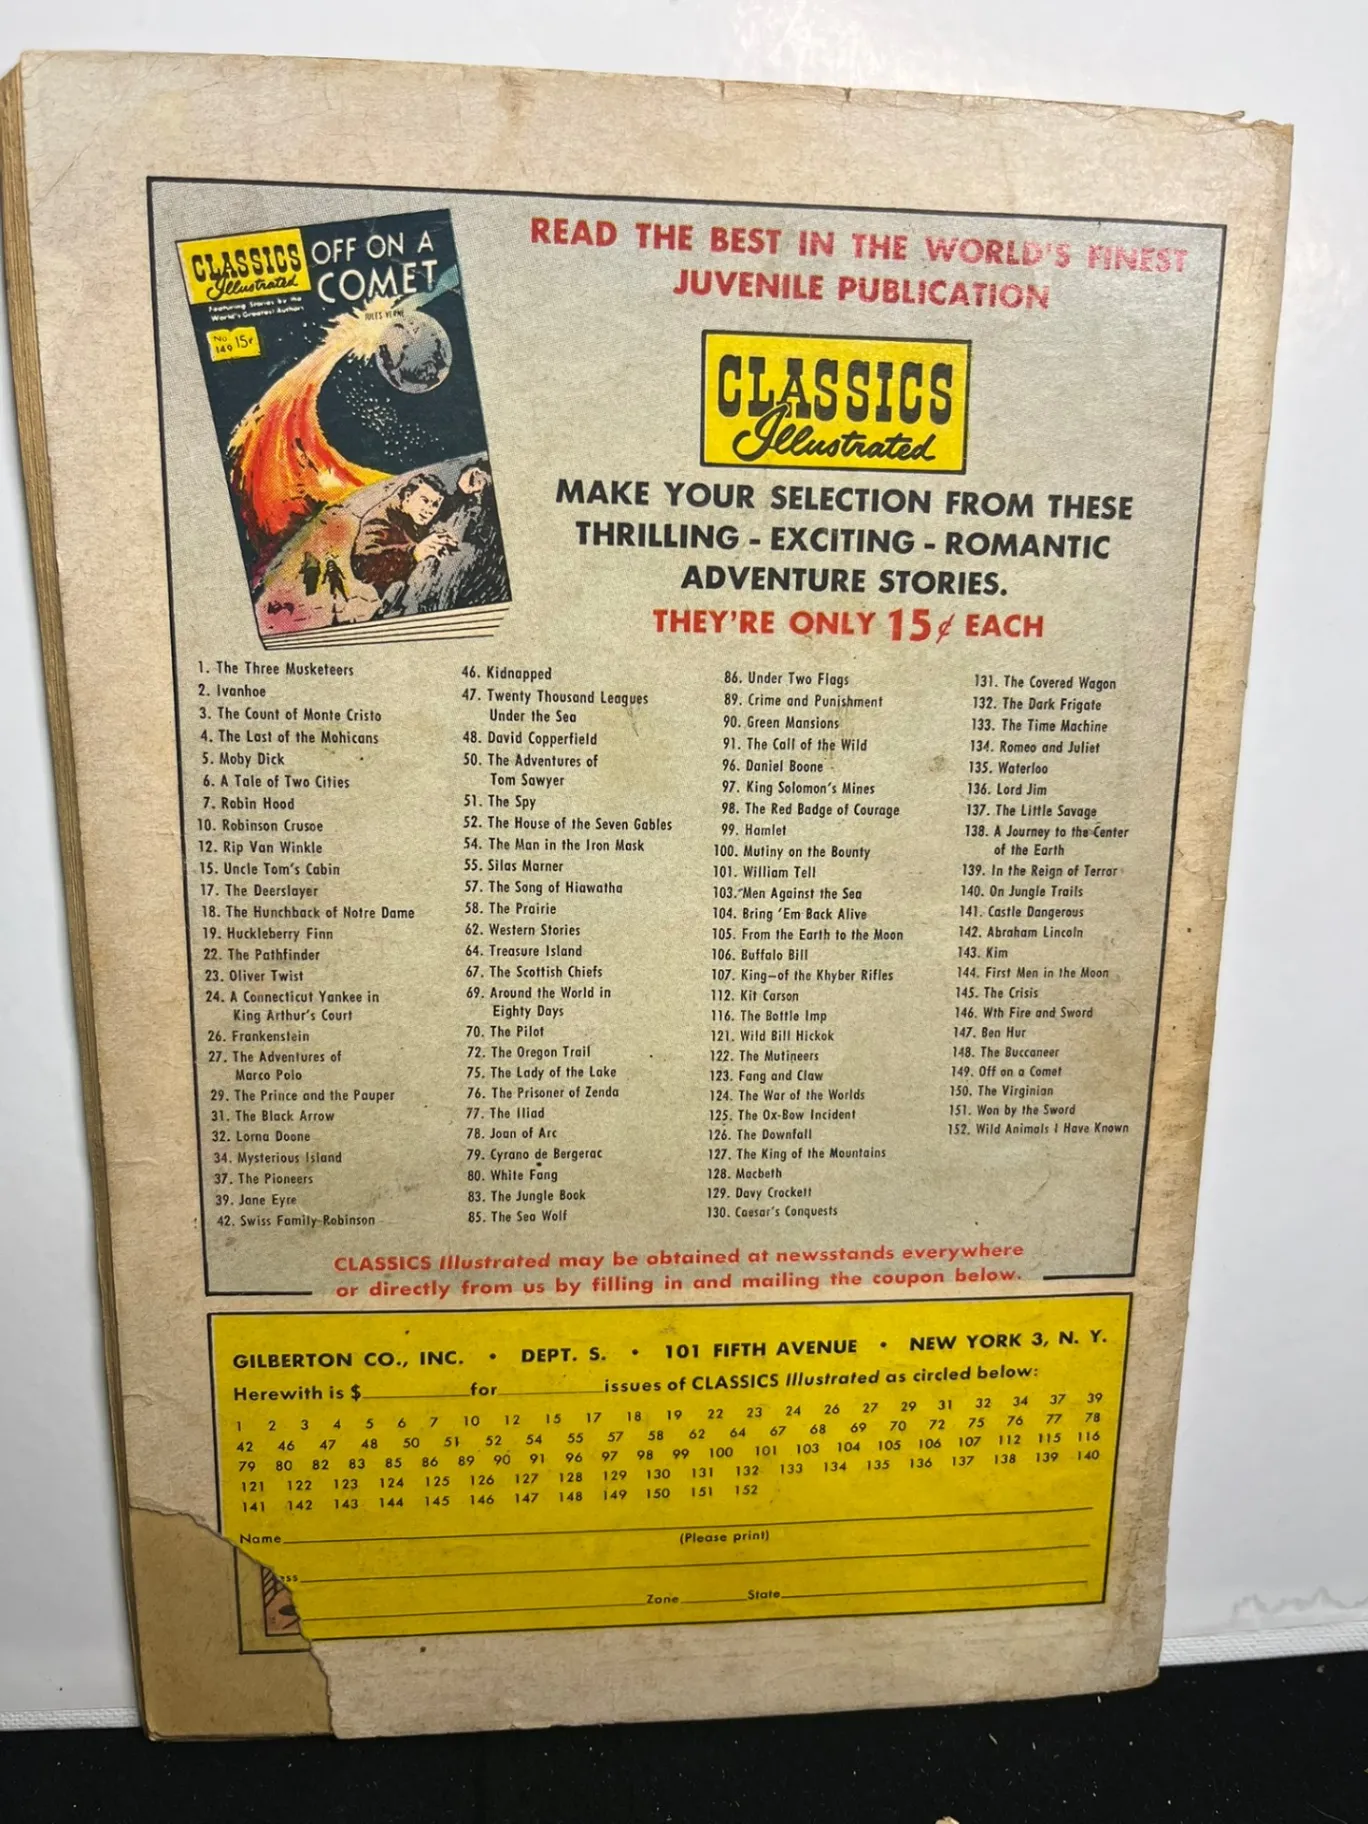 CLASSICS
Illustrated
Featuring Stories by the
World's Greatest Authors
No.
149
15¢
OFF ON A
COMET
JULES VERNE
READ THE BEST IN THE WORLD'S FINEST
JUVENILE PUBLICATION
CLASSICS
Illustrated
MAKE YOUR SELECTION FROM THESE
THRILLING - EXCITING - ROMANTIC
ADVENTURE STORIES.
THEY'RE ONLY 15¢ EACH
1. The Three Musketeers
2. Ivanhoe
3. The Count of Monte Cristo
4. The Last of the Mohicans
5. Moby Dick
6. A Tale of Two Cities
7. Robin Hood
10. Robinson Crusoe
12. Rip Van Winkle
15. Uncle Tom's Cabin
17. The Deerslayer
18. The Hunchback of Notre Dame
19. Huckleberry Finn
22. The Pathfinder
23. Oliver Twist
24. A Connecticut Yankee in
King Arthur's Court
26. Frankenstein
27. The Adventures of
Marco Polo
29. The Prince and the Pauper
31. The Black Arrow
32. Lorna Doone
34. Mysterious Island
37. The Pioneers
39. Jane Eyre
42. Swiss Family Robinson
46. Kidnapped
47. Twenty Thousand Leagues
Under the Sea
48. David Copperfield
50. The Adventures of
Tom Sawyer
51. The Spy
52. The House of the Seven Gables
54. The Man in the Iron Mask
55. Silas Marner
57. The Song of Hiawatha
58. The Prairie
62. Western Stories
64. Treasure Island
67. The Scottish Chiefs
69. Around the World in
Eighty Days
70. The Pilot
72. The Oregon Trail
75. The Lady of the Lake
76. The Prisoner of Zenda
77. The Iliad
78. Joan of Arc
79. Cyrano de Bergerac
80. White Fang
83. The Jungle Book
85. The Sea Wolf
86. Under Two Flags
89. Crime and Punishment
90. Green Mansions
91. The Call of the Wild
96. Daniel Boone
97. King Solomon's Mines
98. The Red Badge of Courage
99. Hamlet
100. Mutiny on the Bounty
101. William Tell
103. Men Against the Sea
104. Bring 'Em Back Alive
105. From the Earth to the Moon
106. Buffalo Bill
107. King—of the Khyber Rifles
112. Kit Carson
116. The Bottle Imp
121. Wild Bill Hickok
122. The Mutineers
123. Fang and Claw
124. The War of the Worlds
125. The Ox-Bow Incident
126. The Downfall
127. The King of the Mountains
128. Macbeth
129. Davy Crockett
130. Caesar's Conquests
131. The Covered Wagon
132. The Dark Frigate
133. The Time Machine
134. Romeo and Juliet
135. Waterloo
136. Lord Jim
137. The Little Savage
138. A Journey to the Center
of the Earth
139. In the Reign of Terror
140. On Jungle Trails
141. Castle Dangerous
142. Abraham Lincoln
143. Kim
144. First Men in the Moon
145. The Crisis
146. Wth Fire and Sword
147. Ben Hur
148. The Buccaneer
149. Off on a Comet
150. The Virginian
151. Won by the Sword
152. Wild Animals I Have Known
CLASSICS Illustrated may be obtained at newsstands everywhere
or directly from us by filling in and mailing the coupon below.
GILBERTON CO., INC. • DEPT. S. • 101 FIFTH AVENUE • NEW YORK 3, N. Y.
Herewith is $ for issues of CLASSICS Illustrated as circled below:
1 2 3 4 5 6 7 10 12 15 17 18 19 22 23 24 26 27 29 31 32 34 37 39
42 46 47 48 50 51 52 54 55 57 58 62 64 67 68 69 70 72 75 76 77 78
79 80 82 83 85 86 89 90 91 96 97 98 99 100 101 103 104 105 106 107 112 115 116
121 122 123 124 125 126 127 128 129 130 131 132 133 134 135 136 137 138 139 140
141 142 143 144 145 146 147 148 149 150 151 152
Name
(Please print)
ss
Zone State